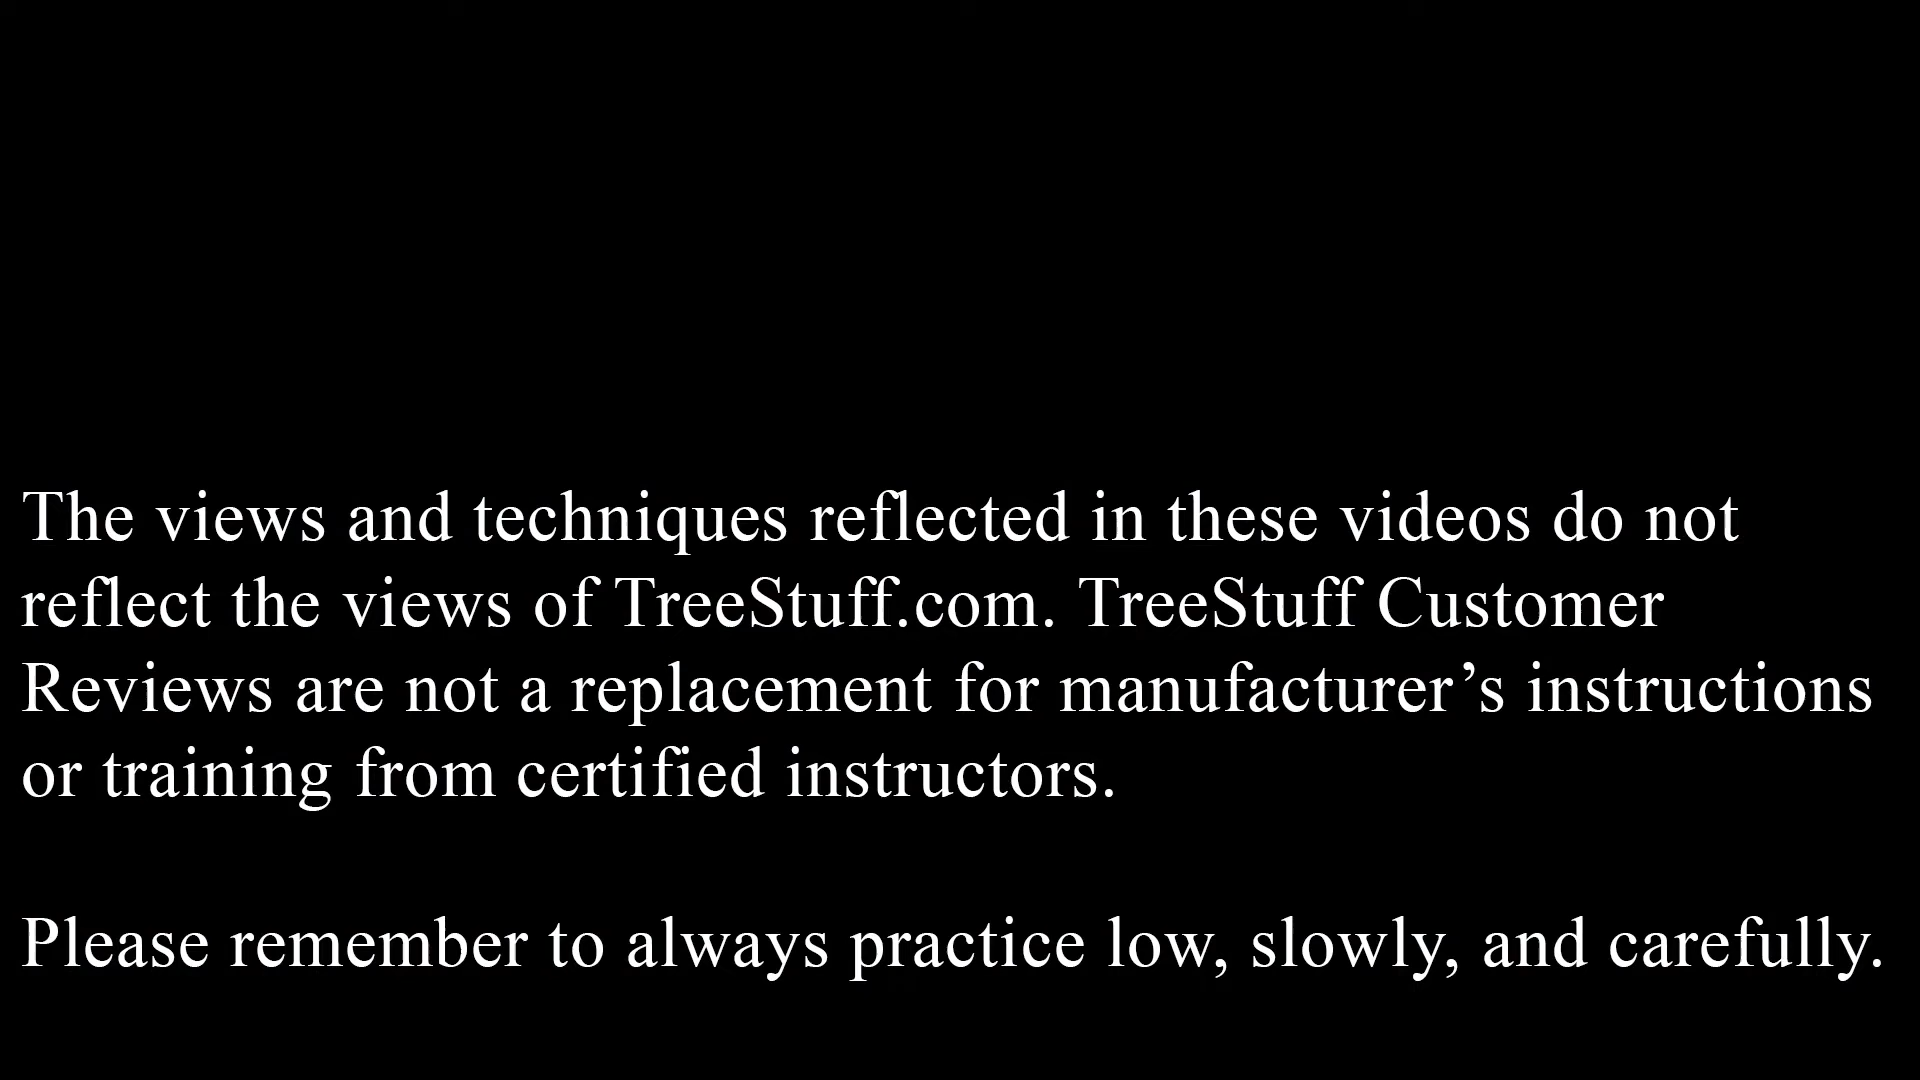 The views and techniques reflected in these videos do not
reflect the views of TreeStuff.com. TreeStuff Customer
Reviews are not a replacement for manufacturer’s instructions
or training from certified instructors.
Please remember to always practice low, slowly, and carefully.